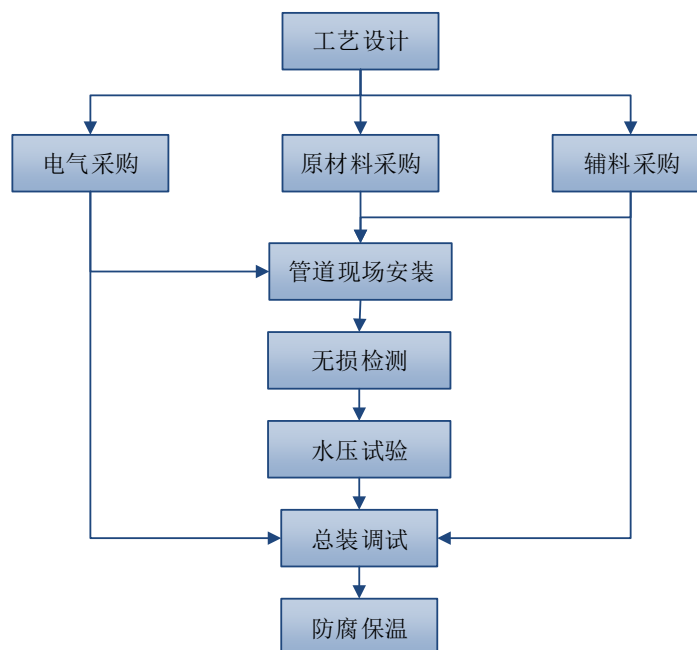 工艺设计
电气采购
原材料采购
辅料采购
管道现场安装
无损检测
水压试验
总装调试
防腐保温